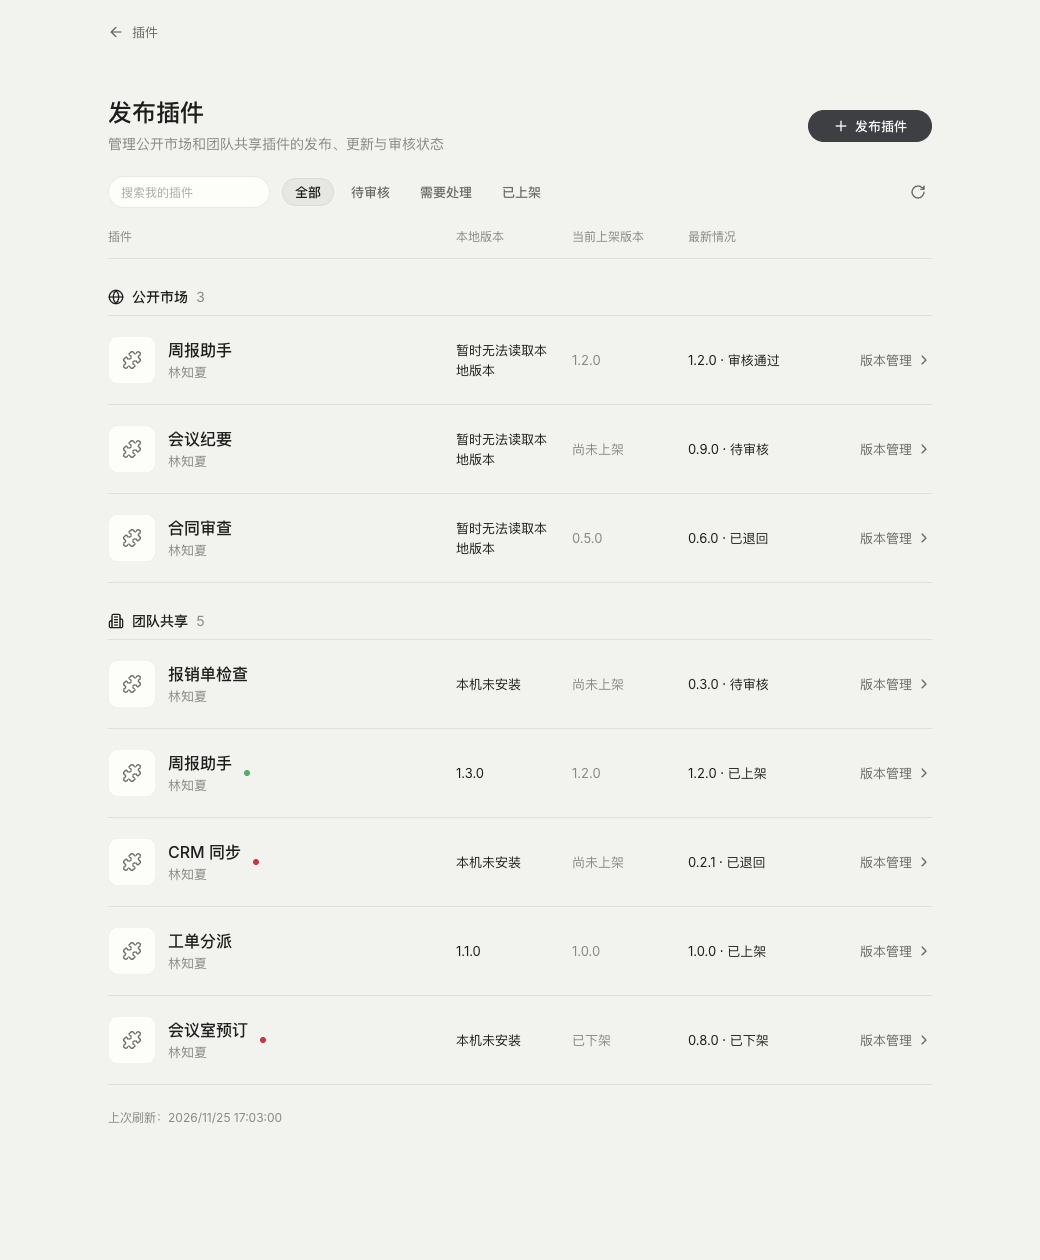 插件
发布插件
管理公开市场和团队共享插件的发布、更新与审核状态
发布插件
搜索我的插件 全部 待审核 需要处理 已上架
插件 本地版本 当前上架版本 最新情况
公开市场 3
周报助手
林知夏
暂时无法读取本
地版本
1.2.0
1.2.0 · 审核通过
版本管理
会议纪要
林知夏
暂时无法读取本
地版本
尚未上架
0.9.0 · 待审核
版本管理
合同审查
林知夏
暂时无法读取本
地版本
0.5.0
0.6.0 · 已退回
版本管理
团队共享 5
报销单检查
林知夏
本机未安装
尚未上架
0.3.0 · 待审核
版本管理
周报助手
林知夏
1.3.0
1.2.0
1.2.0 · 已上架
版本管理
CRM 同步
林知夏
本机未安装
尚未上架
0.2.1 · 已退回
版本管理
工单分派
林知夏
1.1.0
1.0.0
1.0.0 · 已上架
版本管理
会议室预订
林知夏
本机未安装
已下架
0.8.0 · 已下架
版本管理
上次刷新：2026/11/25 17:03:00